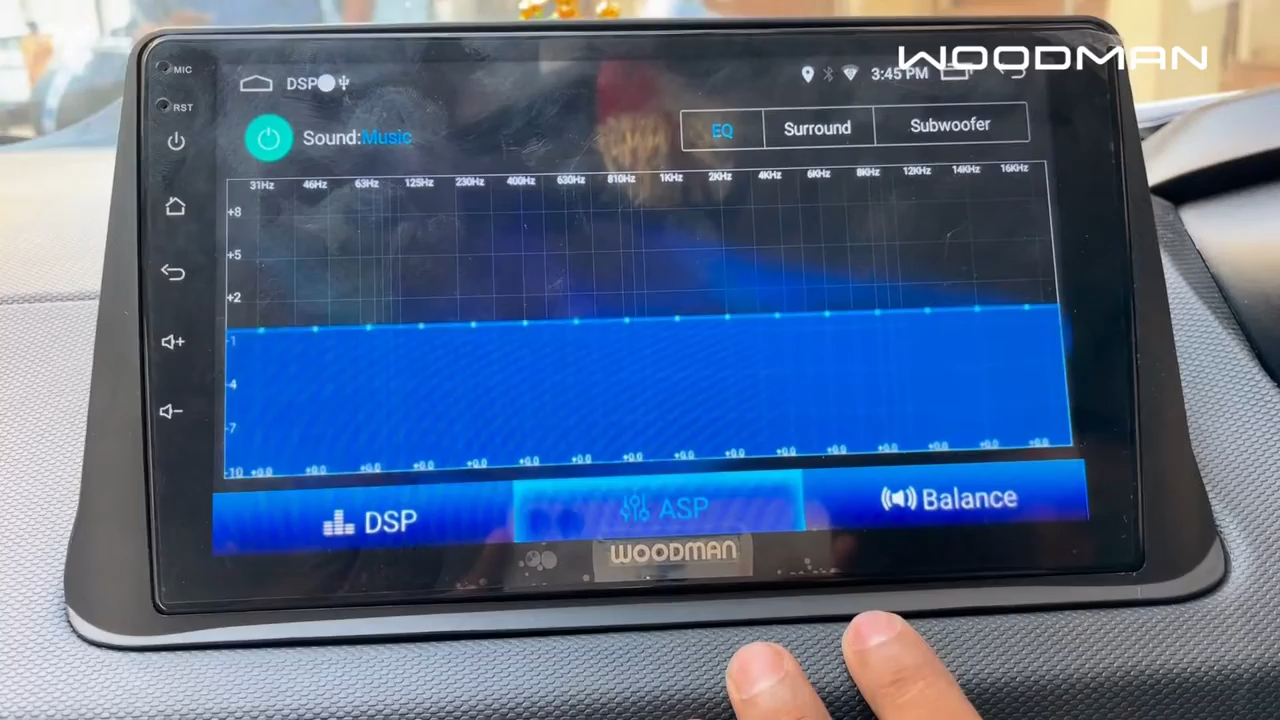 WOODMAN
MIC
DSP
3:45 PM
RST
Sound:Music
EQ
Surround
Subwoofer
31Hz 46Hz 63Hz 125Hz 230Hz 400Hz 630Hz 810Hz 1KHz 2KHz 4KHz 6KHz 8KHz 12KHz 14KHz 16KHz
+8
+5
+2
-1
-4
-7
-10
+0.0 +0.0 +0.0 +0.0 +0.0 +0.0 +0.0 +0.0 +0.0 +0.0 +0.0 +0.0 +0.0 +0.0 +0.0 +0.0
DSP
ASP
Balance
WOODMAN